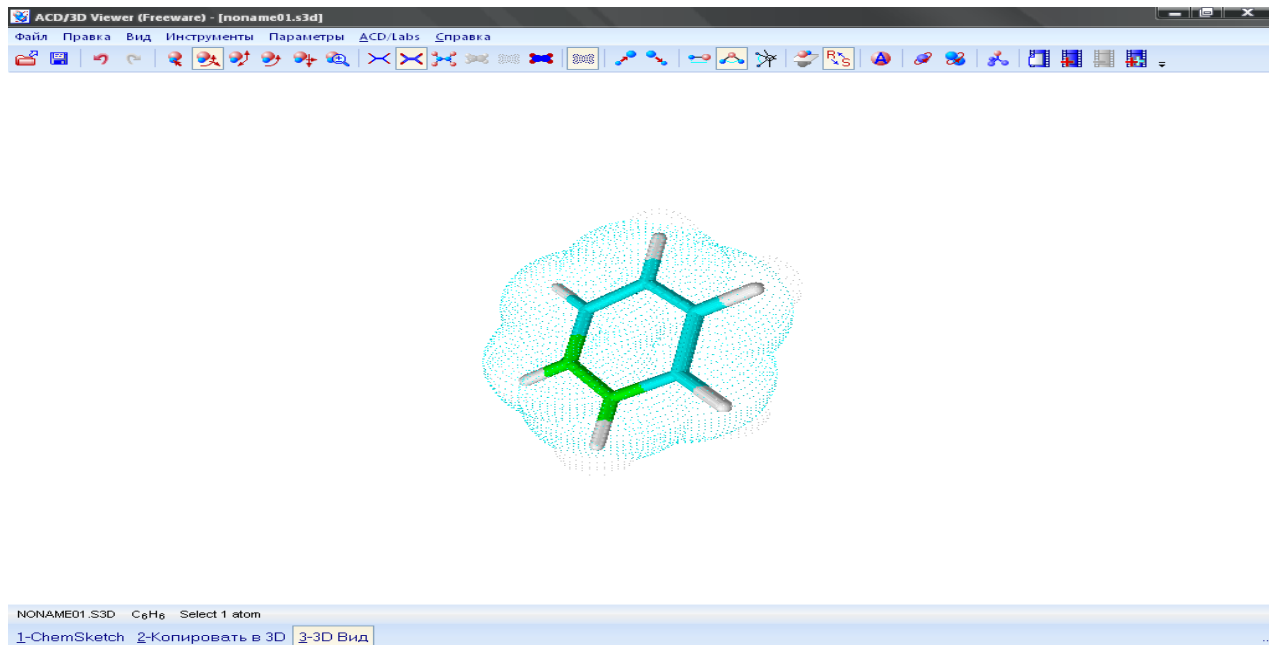 ACD/3D Viewer (Freeware) - [noname01.s3d]
Файл Правка Вид Инструменты Параметры ACD/Labs Справка
R S A
NONAME01.S3D C₆H₆ Select 1 atom
1-ChemSketch 2-Копировать в 3D 3-3D Вид